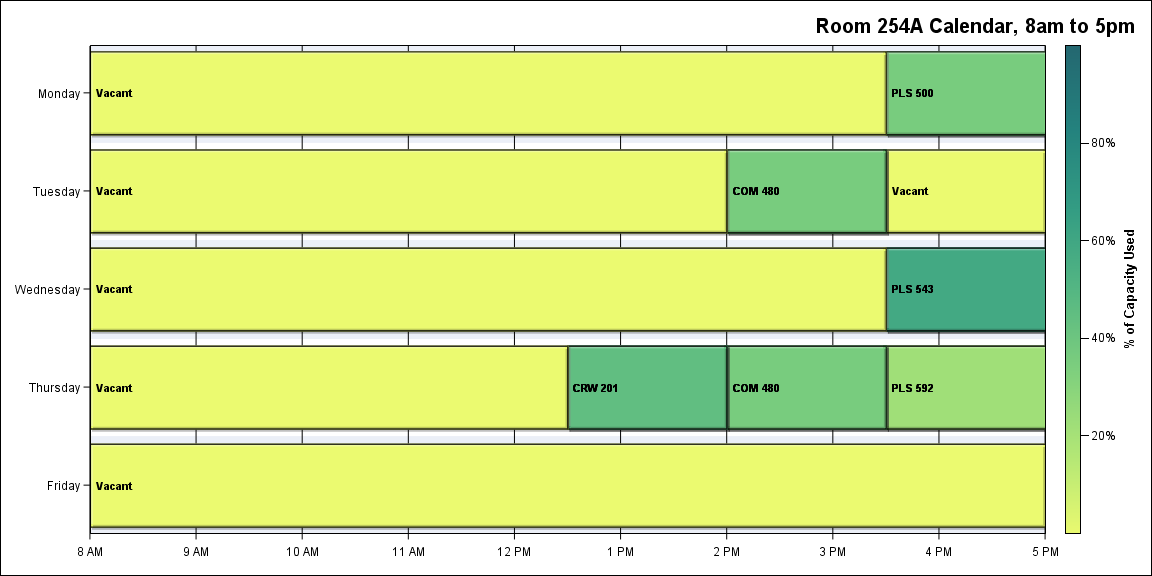 Room 254A Calendar, 8am to 5pm
Monday Vacant PLS 500
Tuesday Vacant COM 480 Vacant
Wednesday Vacant PLS 543
Thursday Vacant CRW 201 COM 480 PLS 592
Friday Vacant
8 AM 9 AM 10 AM 11 AM 12 PM 1 PM 2 PM 3 PM 4 PM 5 PM
80%
60%
40%
20%
% of Capacity Used